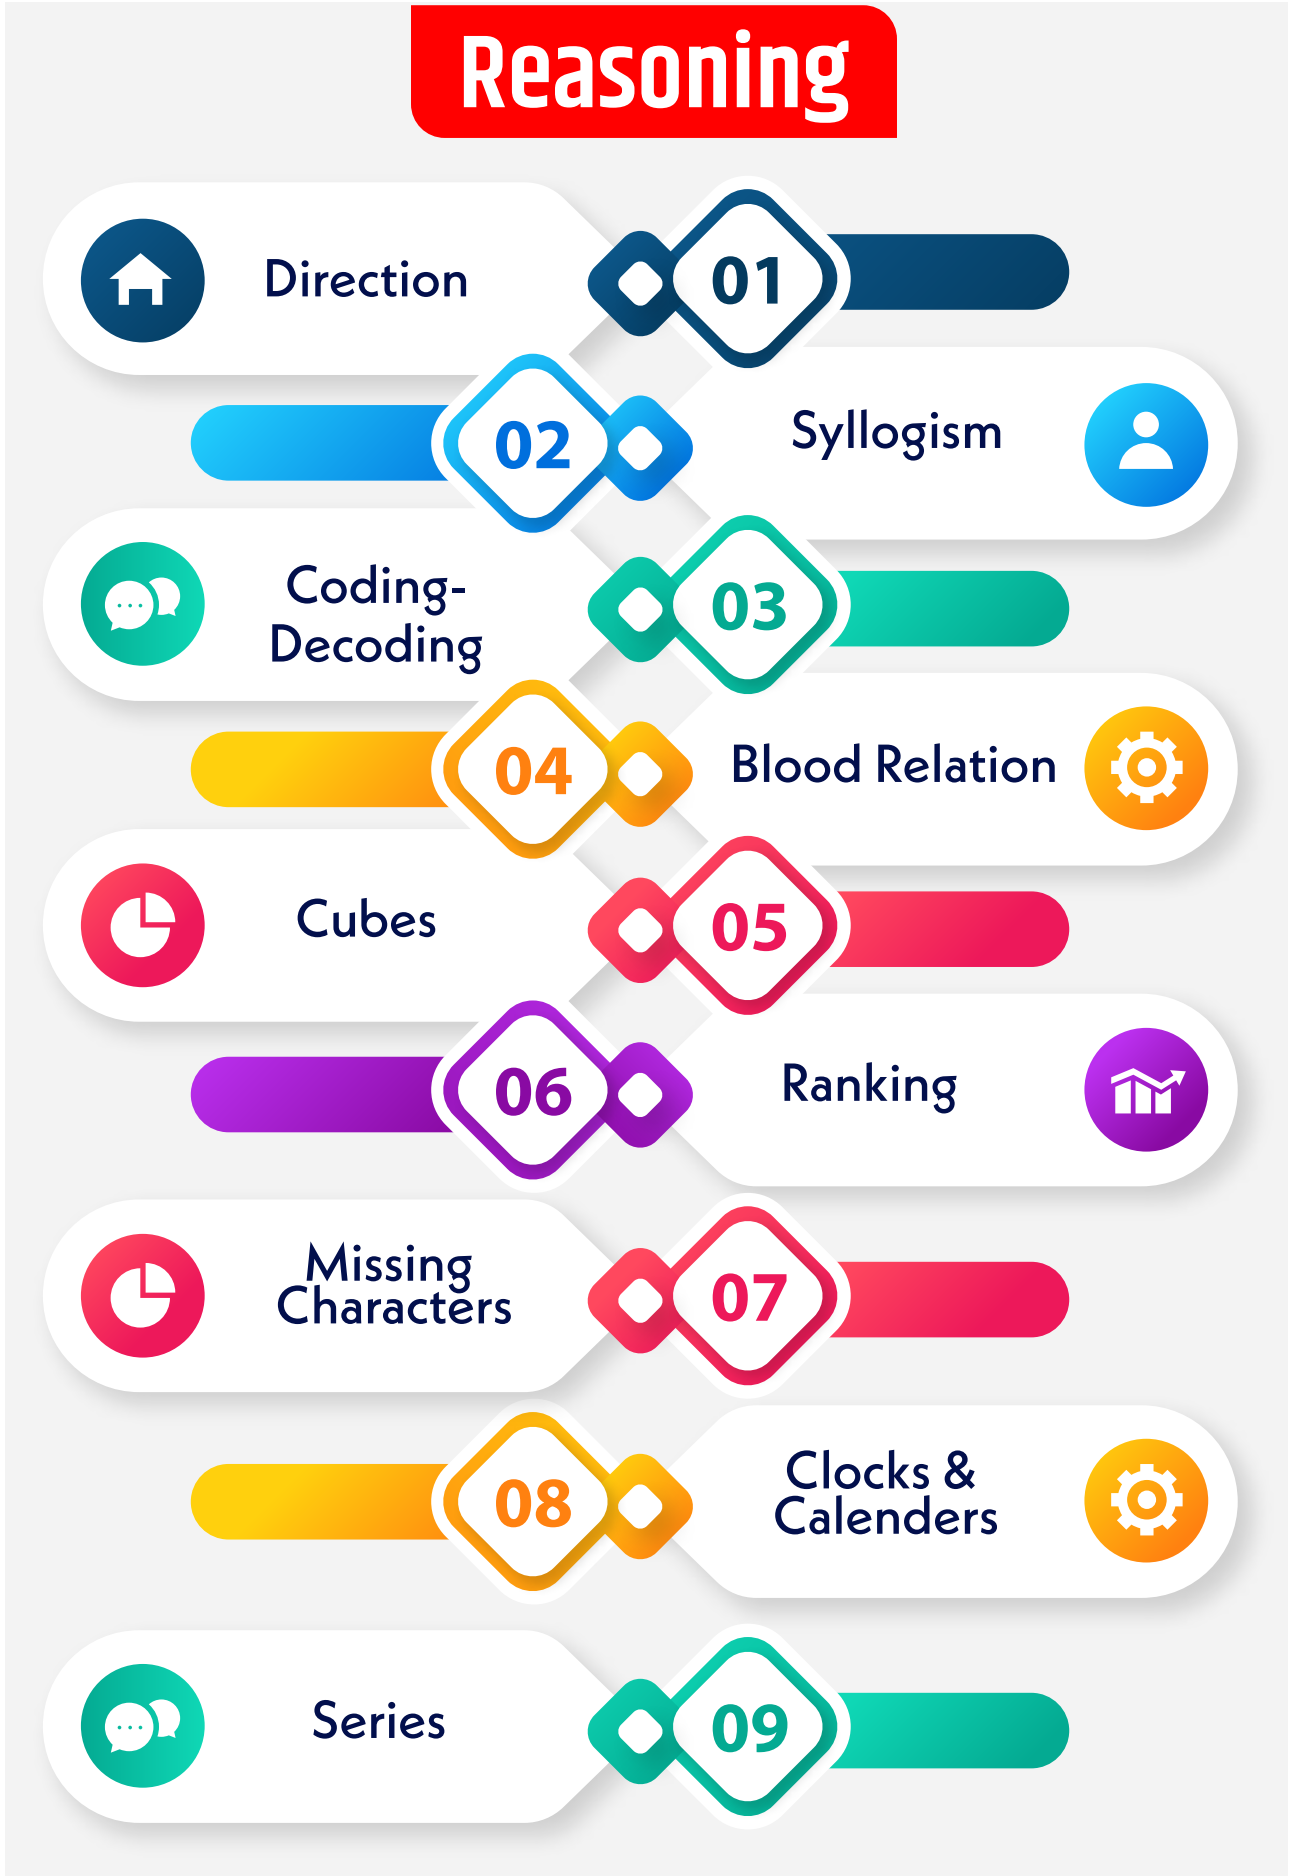 Reasoning
Direction
01
02
Syllogism
Coding-
Decoding
03
04
Blood Relation
Cubes
05
06
Ranking
Missing
Characters
07
08
Clocks &
Calenders
Series
09